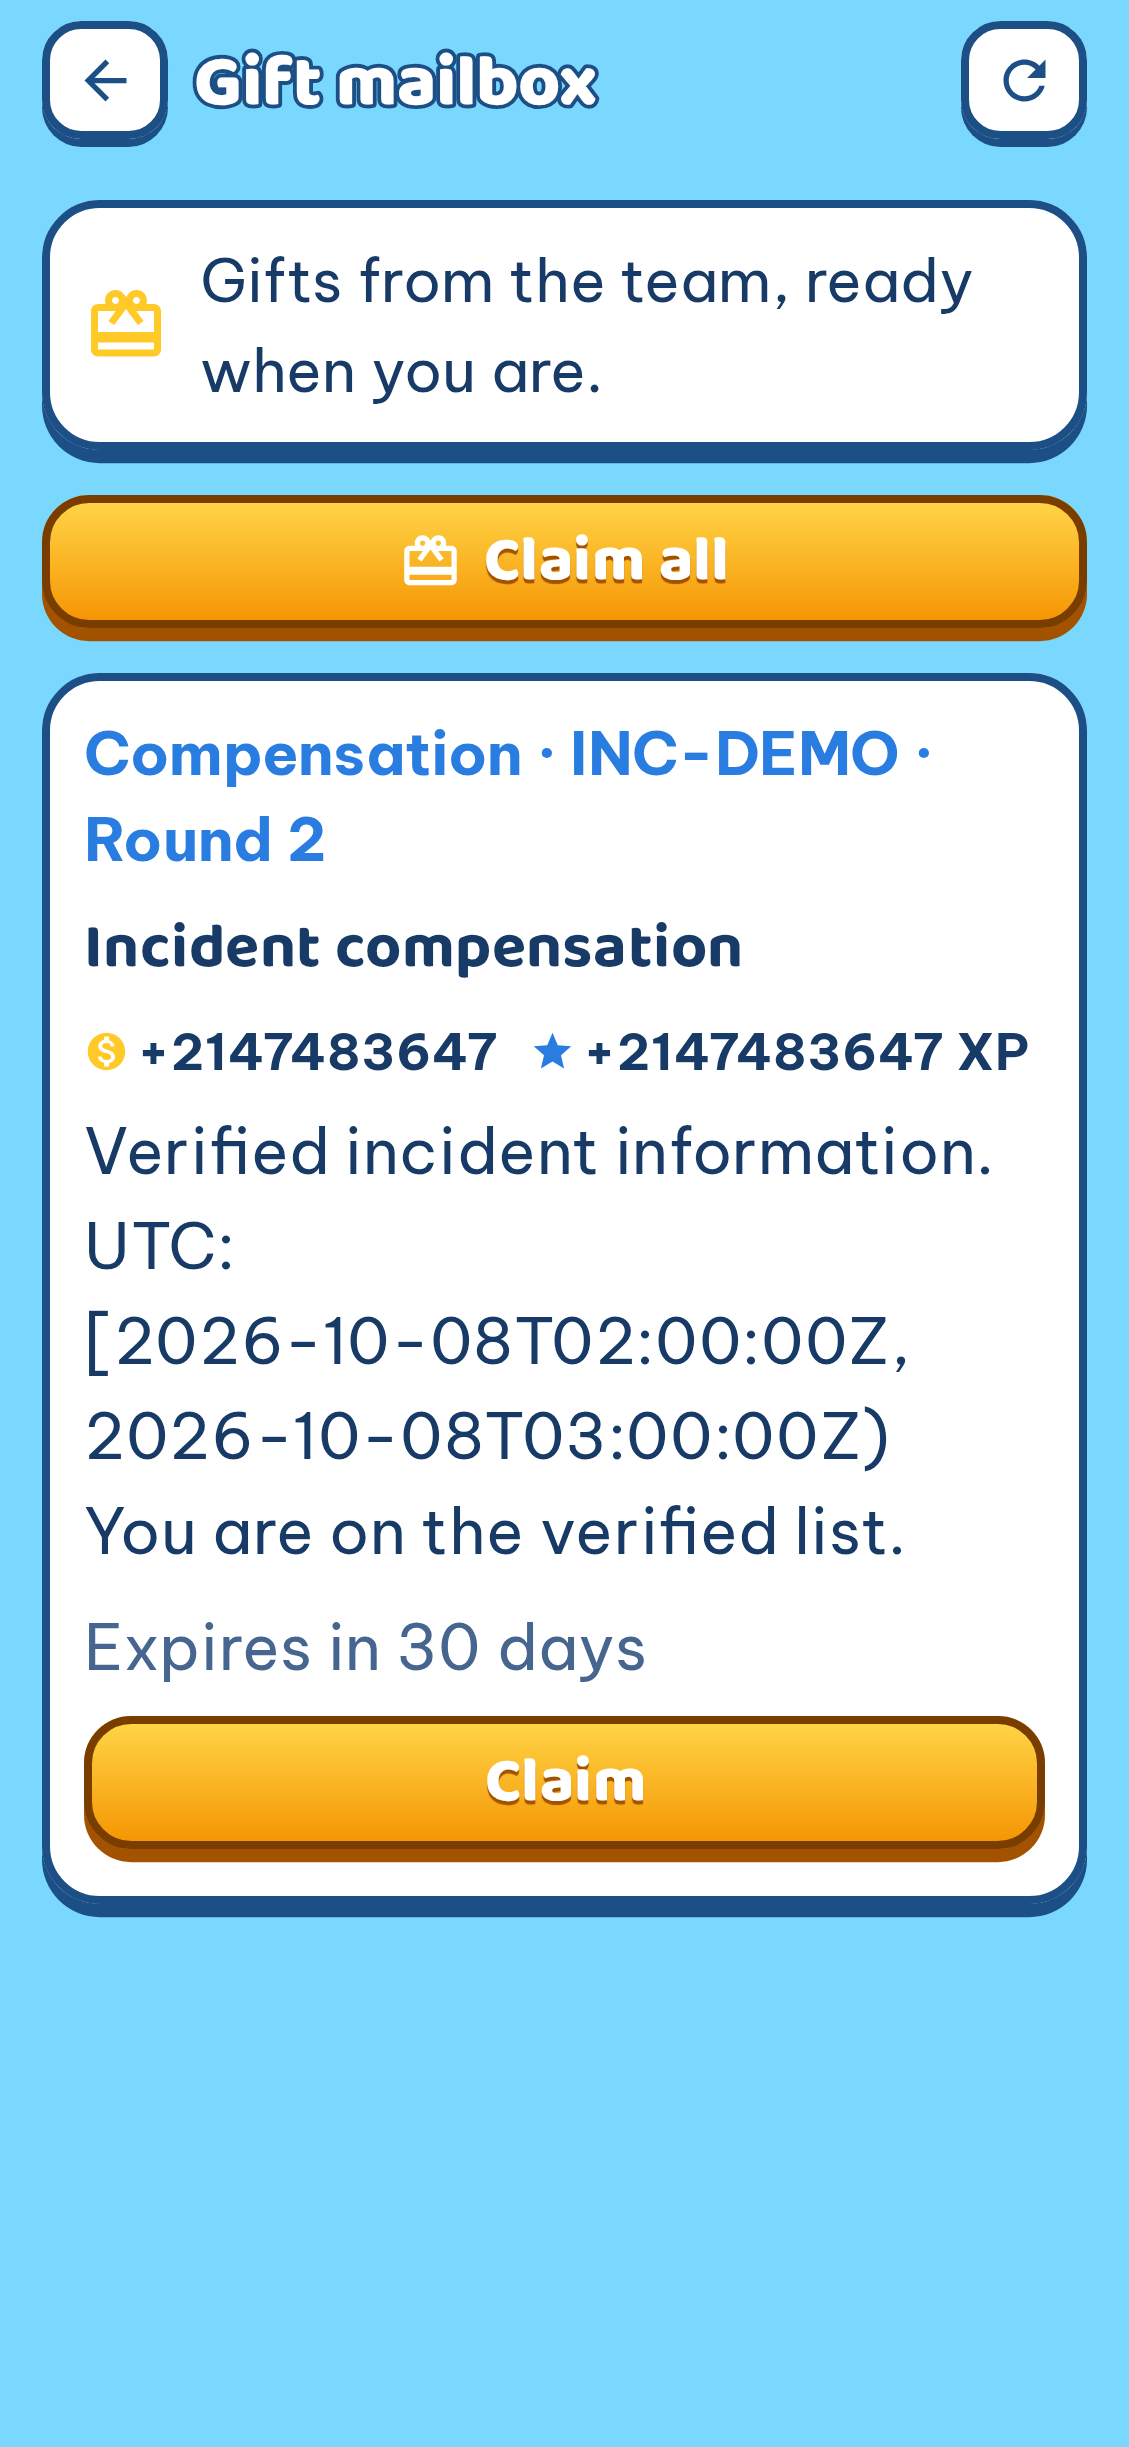 Gift mailbox
Gifts from the team, ready
when you are.
Claim all
Compensation · INC-DEMO ·
Round 2
Incident compensation
+2147483647 +2147483647 XP
Verified incident information.
UTC:
[2026-10-08T02:00:00Z,
2026-10-08T03:00:00Z)
You are on the verified list.
Expires in 30 days
Claim